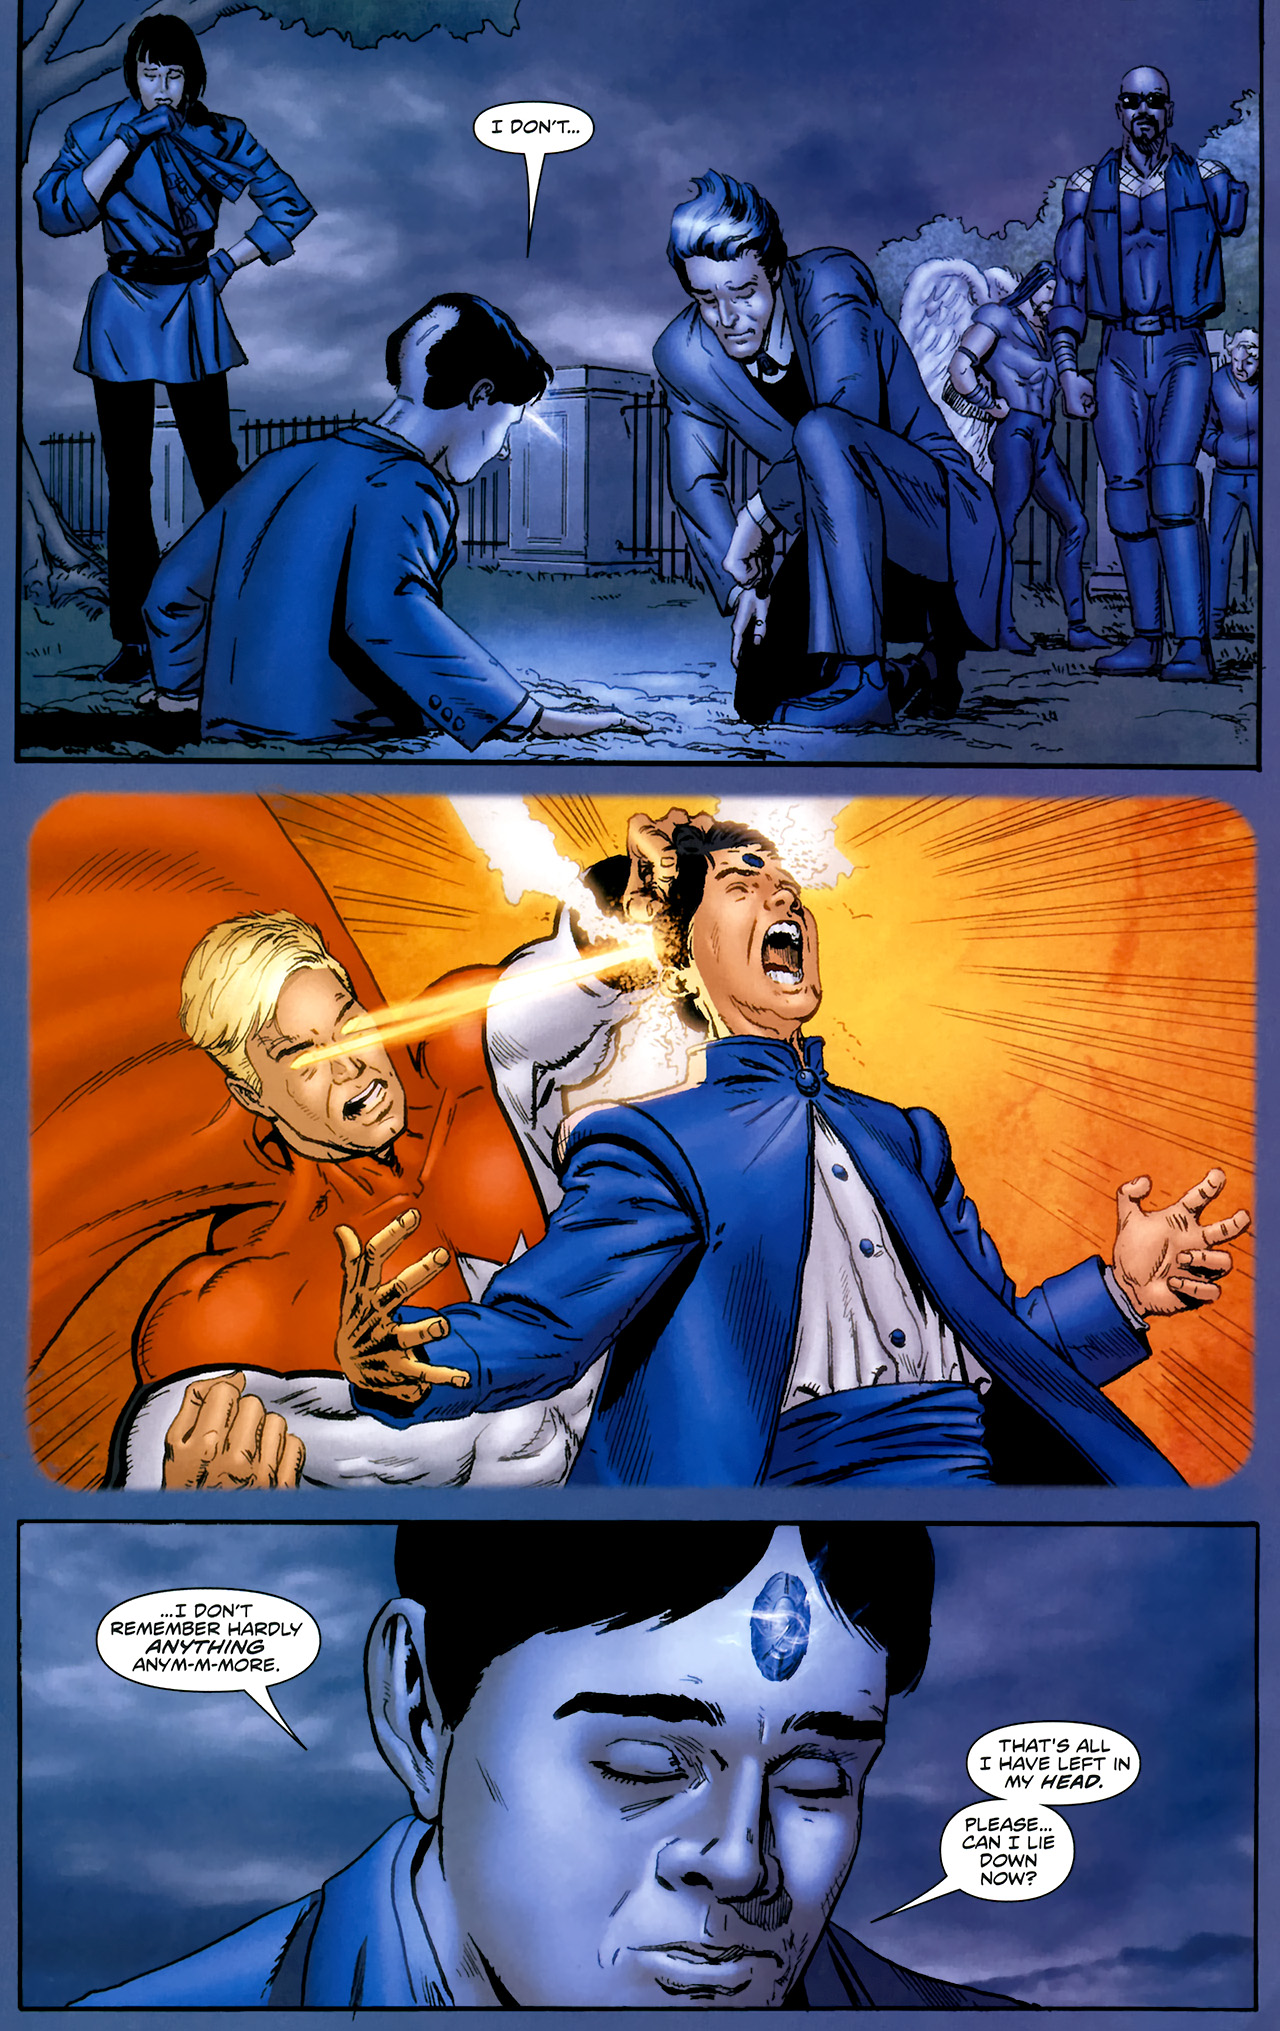 I DON'T...
...I DON'T
REMEMBER HARDLY
ANYTHING
ANYM-M-MORE.
THAT'S ALL
I HAVE LEFT IN
MY HEAD.
PLEASE...
CAN I LIE
DOWN
NOW?